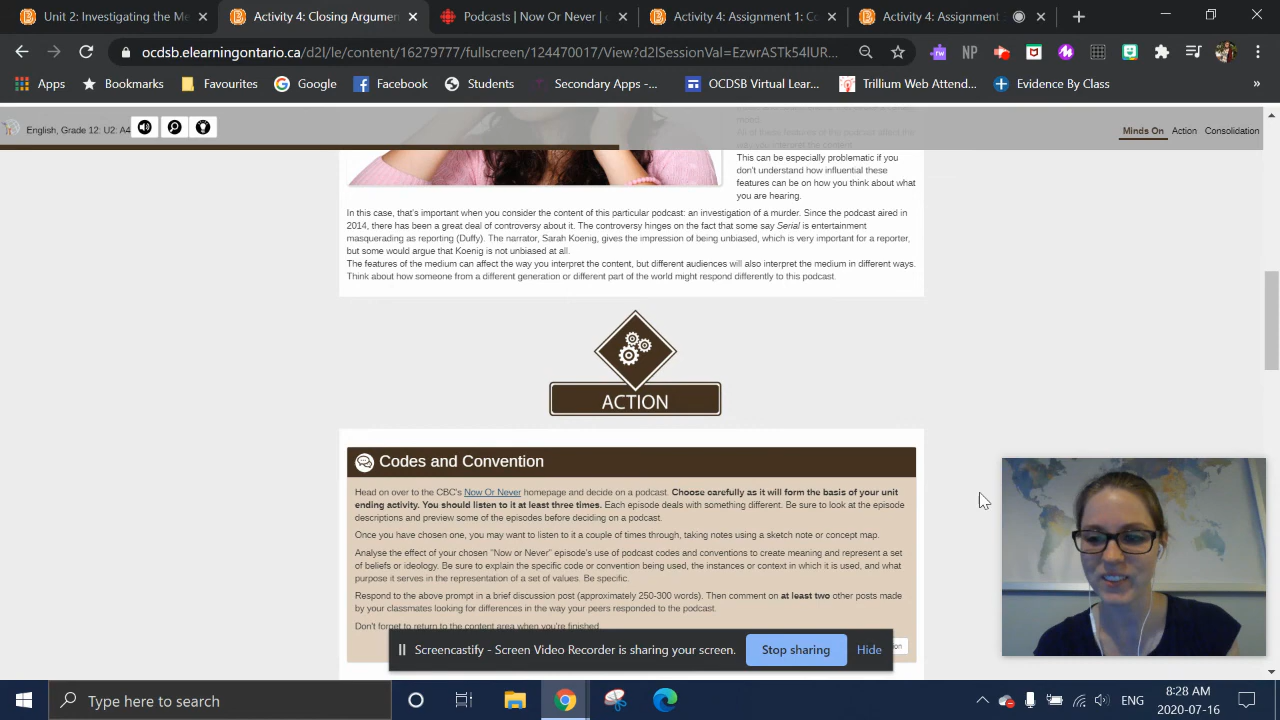 Unit 2: Investigating the Me
Activity 4: Closing Argumen
Podcasts | Now Or Never |
Activity 4: Assignment 1: C
Activity 4: Assignment
ocdsb.elearningontario.ca/d2l/le/content/16279777/fullscreen/124470017/View?d2lSessionVal=EzwrASTk54lUR...
NP
Apps
Bookmarks
Favourites
Google
Facebook
Students
Secondary Apps -...
OCDSB Virtual Lear...
Trillium Web Attend...
Evidence By Class
»
English, Grade 12: U2: A4
Minds On
Action
Consolidation
All of these features of the podcast affect the
way you interpret the content.
This can be especially problematic if you
don't understand how influential these
features can be on how you think about what
you are hearing.
In this case, that's important when you consider the content of this particular podcast: an investigation of a murder. Since the podcast aired in
2014, there has been a great deal of controversy about it. The controversy hinges on the fact that some say Serial is entertainment
masquerading as reporting (Duffy). The narrator, Sarah Koenig, gives the impression of being unbiased, which is very important for a reporter,
but some would argue that Koenig is not unbiased at all.
The features of the medium can affect the way you interpret the content, but different audiences will also interpret the medium in different ways.
Think about how someone from a different generation or different part of the world might respond differently to this podcast.
ACTION
Codes and Convention
Head on over to the CBC's Now Or Never homepage and decide on a podcast. Choose carefully as it will form the basis of your unit
ending activity. You should listen to it at least three times. Each episode deals with something different. Be sure to look at the episode
descriptions and preview some of the episodes before deciding on a podcast.
Once you have chosen one, you may want to listen to it a couple of times through, taking notes using a sketch note or concept map.
Analyse the effect of your chosen "Now or Never" episode's use of podcast codes and conventions to create meaning and represent a set
of beliefs or ideology. Be sure to explain the specific code or convention being used, the instances or context in which it is used, and what
purpose it serves in the representation of a set of values. Be specific.
Respond to the above prompt in a brief discussion post (approximately 250-300 words). Then comment on at least two other posts made
by your classmates looking for differences in the way your peers responded to the podcast.
Don't forget to return to the content area when you're finished.
Screencastify - Screen Video Recorder is sharing your screen.
Stop sharing
Hide
Type here to search
ENG
8:28 AM
2020-07-16